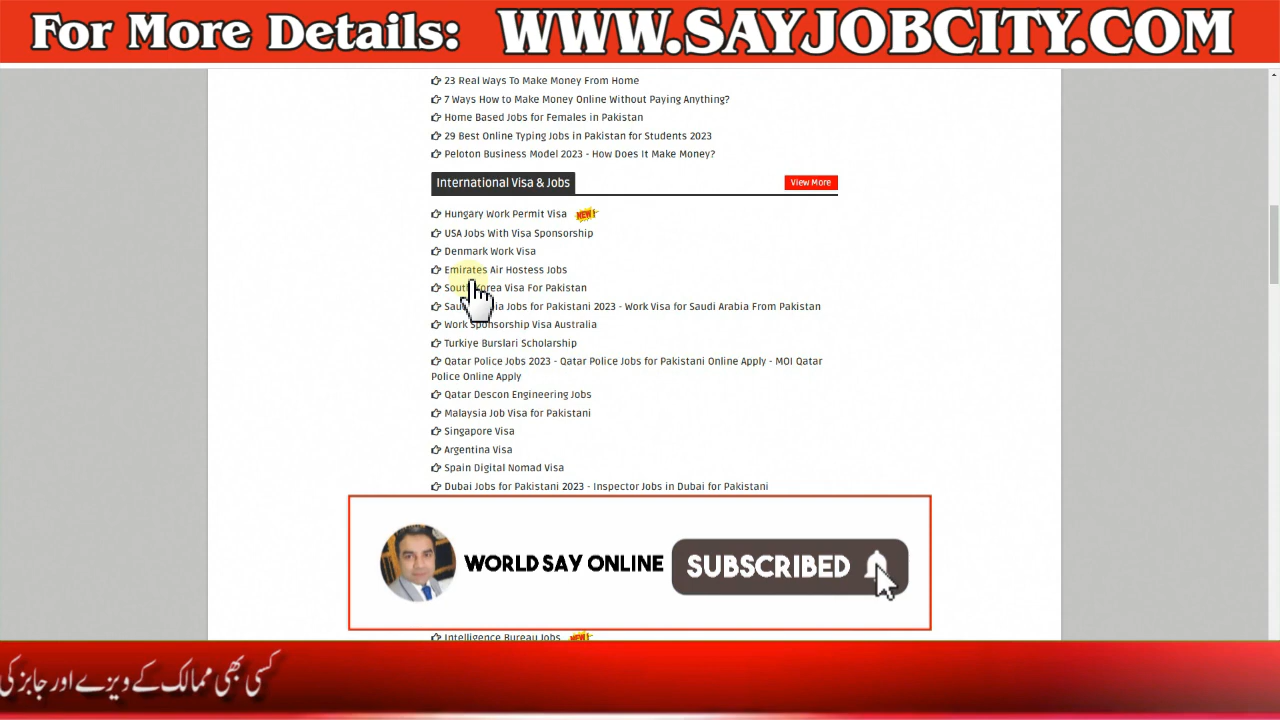 For More Details: WWW.SAYJOBCITY.COM
23 Real Ways To Make Money From Home
7 Ways How to Make Money Online Without Paying Anything?
Home Based Jobs for Females in Pakistan
29 Best Online Typing Jobs in Pakistan for Students 2023
Peloton Business Model 2023 - How Does It Make Money?
International Visa & Jobs View More
Hungary Work Permit Visa NEW!
USA Jobs With Visa Sponsorship
Denmark Work Visa
Emirates Air Hostess Jobs
South Korea Visa For Pakistan
Jobs for Pakistani 2023 - Work Visa for Saudi Arabia From Pakistan
Work Sponsorship Visa Australia
Turkiye Burslari Scholarship
Qatar Police Jobs 2023 - Qatar Police Jobs for Pakistani Online Apply - MOI Qatar
Police Online Apply
Qatar Descon Engineering Jobs
Malaysia Job Visa for Pakistani
Singapore Visa
Argentina Visa
Spain Digital Nomad Visa
Dubai Jobs for Pakistani 2023 - Inspector Jobs in Dubai for Pakistani
WORLD SAY ONLINE SUBSCRIBED
Intelligence Bureau Jobs NEW!
کسی بھی ممالک کے ویزے اور جابز کی